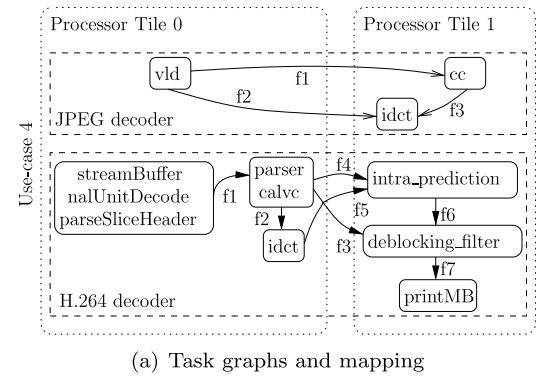 Processor Tile 0
Processor Tile 1
Use-case 4
vld
f1
cc
f2
f3
idct
JPEG decoder
streamBuffer
nalUnitDecode
parseSliceHeader
f1
parser
calvc
f4
intra_prediction
f2
f5
f6
idct
f3
deblocking_filter
f7
printMB
H.264 decoder
(a) Task graphs and mapping